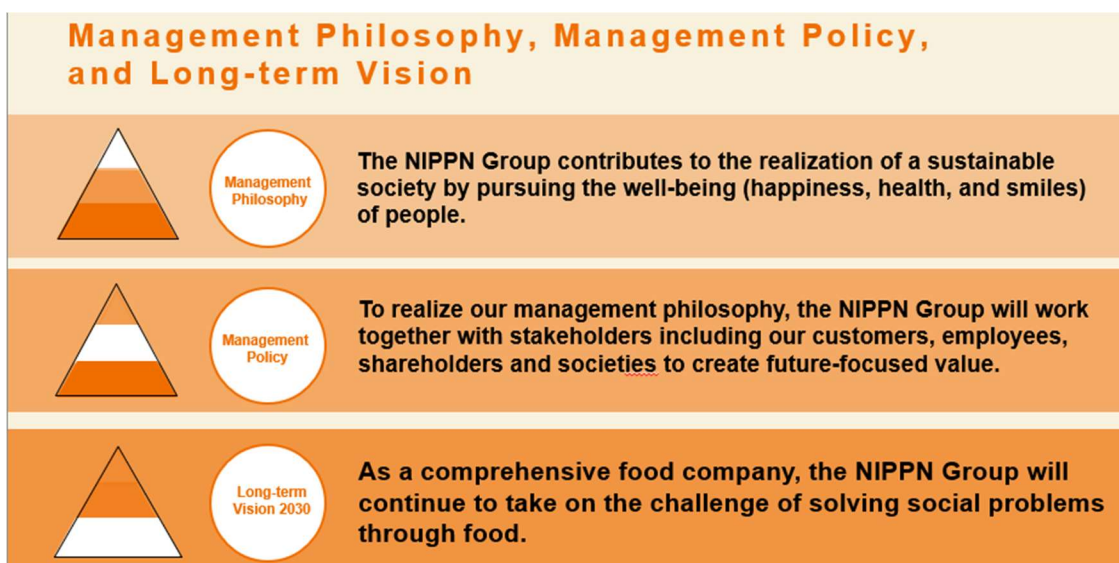 Management Philosophy, Management Policy,
and Long-term Vision
Management
Philosophy
The NIPPN Group contributes to the realization of a sustainable
society by pursuing the well-being (happiness, health, and smiles)
of people.
Management
Policy
To realize our management philosophy, the NIPPN Group will work
together with stakeholders including our customers, employees,
shareholders and societies to create future-focused value.
Long-term
Vision 2030
As a comprehensive food company, the NIPPN Group will
continue to take on the challenge of solving social problems
through food.